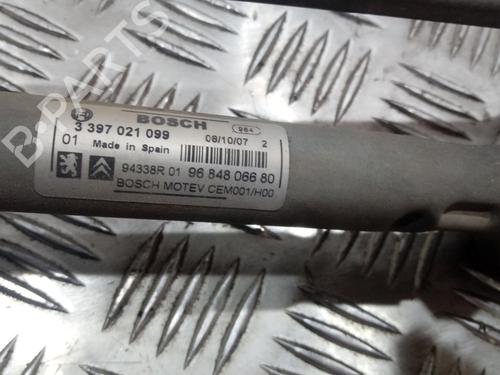 BOSCH 984
3 397 021 099 08/10/07 2
01 Made in Spain
94338R 01 96 848 066 80
BOSCH MOTEV CEM001/H00
B-PARTS